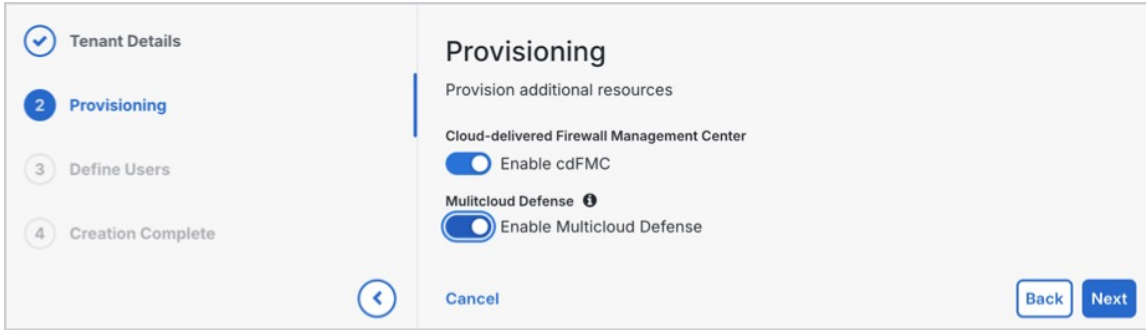 Tenant Details
2 Provisioning
3 Define Users
4 Creation Complete
Provisioning
Provision additional resources
Cloud-delivered Firewall Management Center
Enable cdFMC
Mulitcloud Defense
Enable Multicloud Defense
Cancel
Back
Next